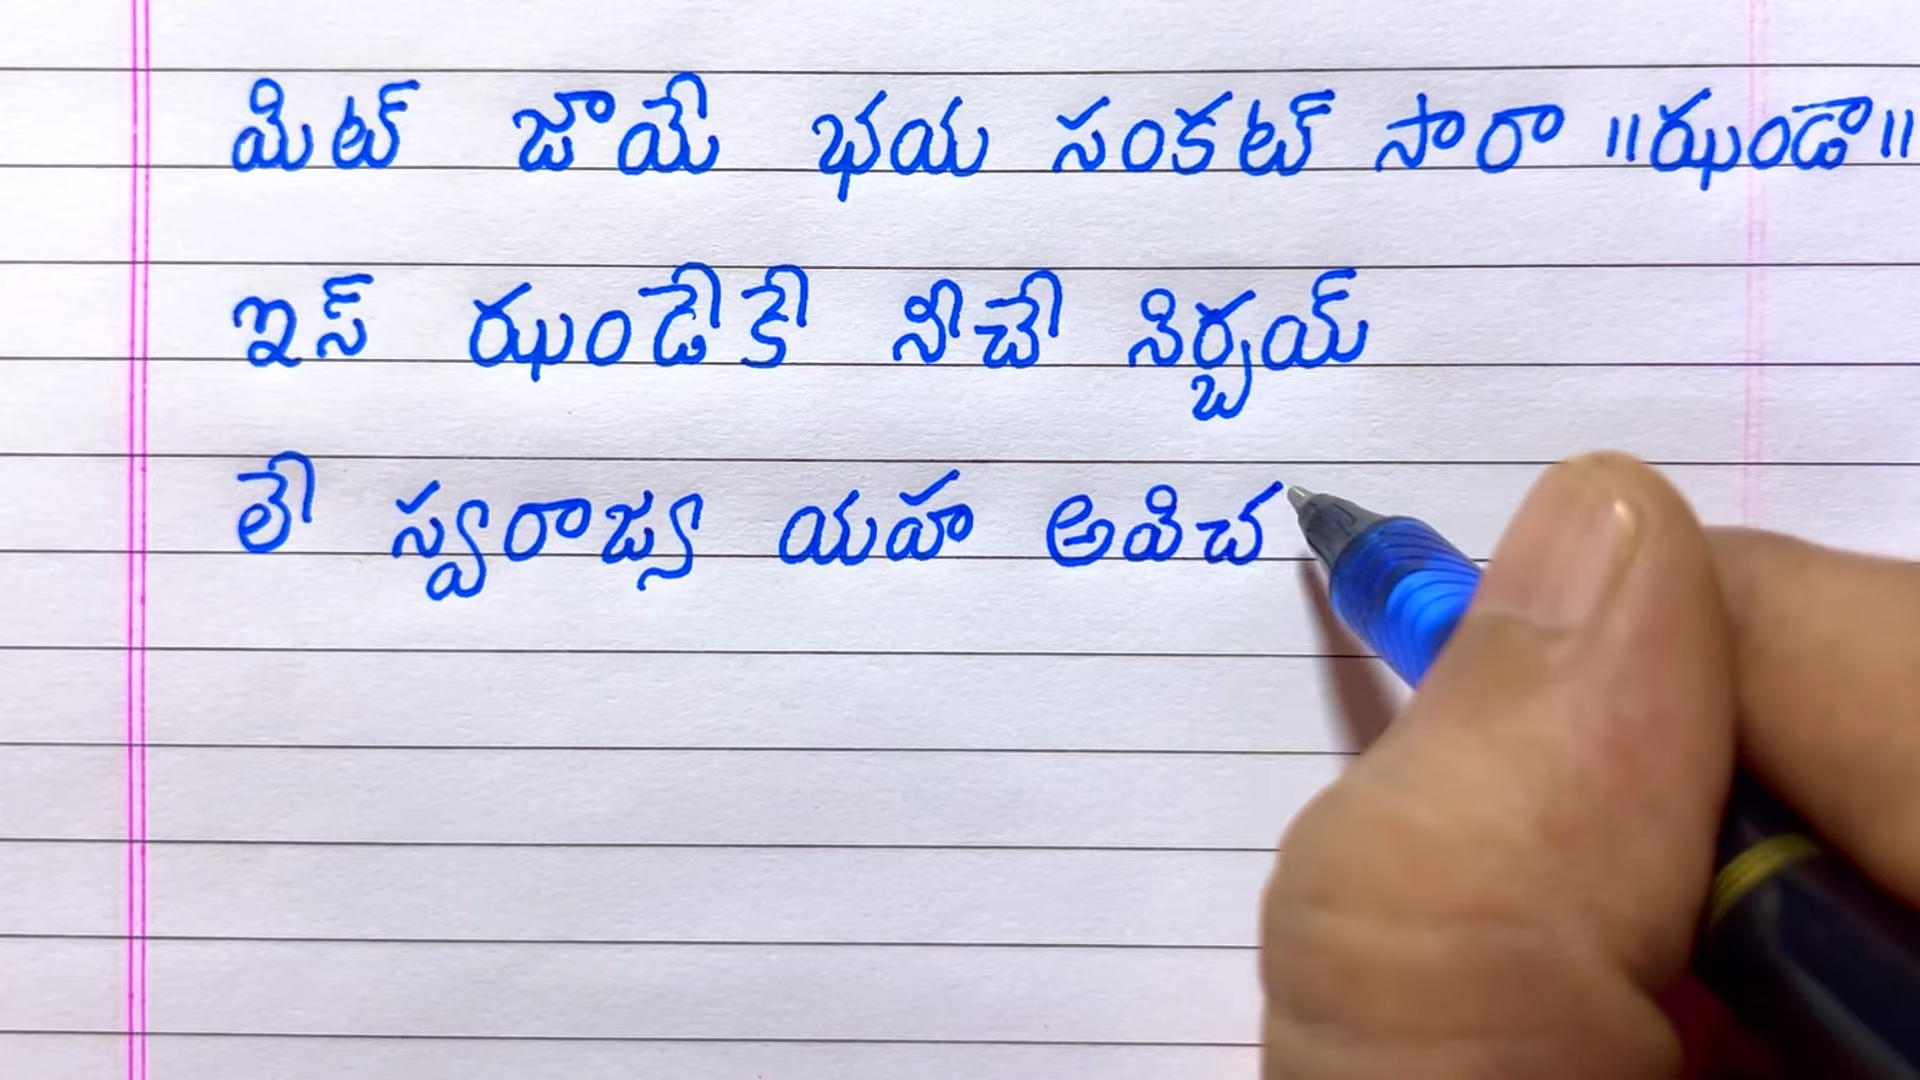 మిట్ జాయే భయ సంకట్ సారా ॥ఝండా॥
ఇస్ ఝండేకే నీచే నిర్భయ్
లే స్వరాజ్య యహ అవిచ